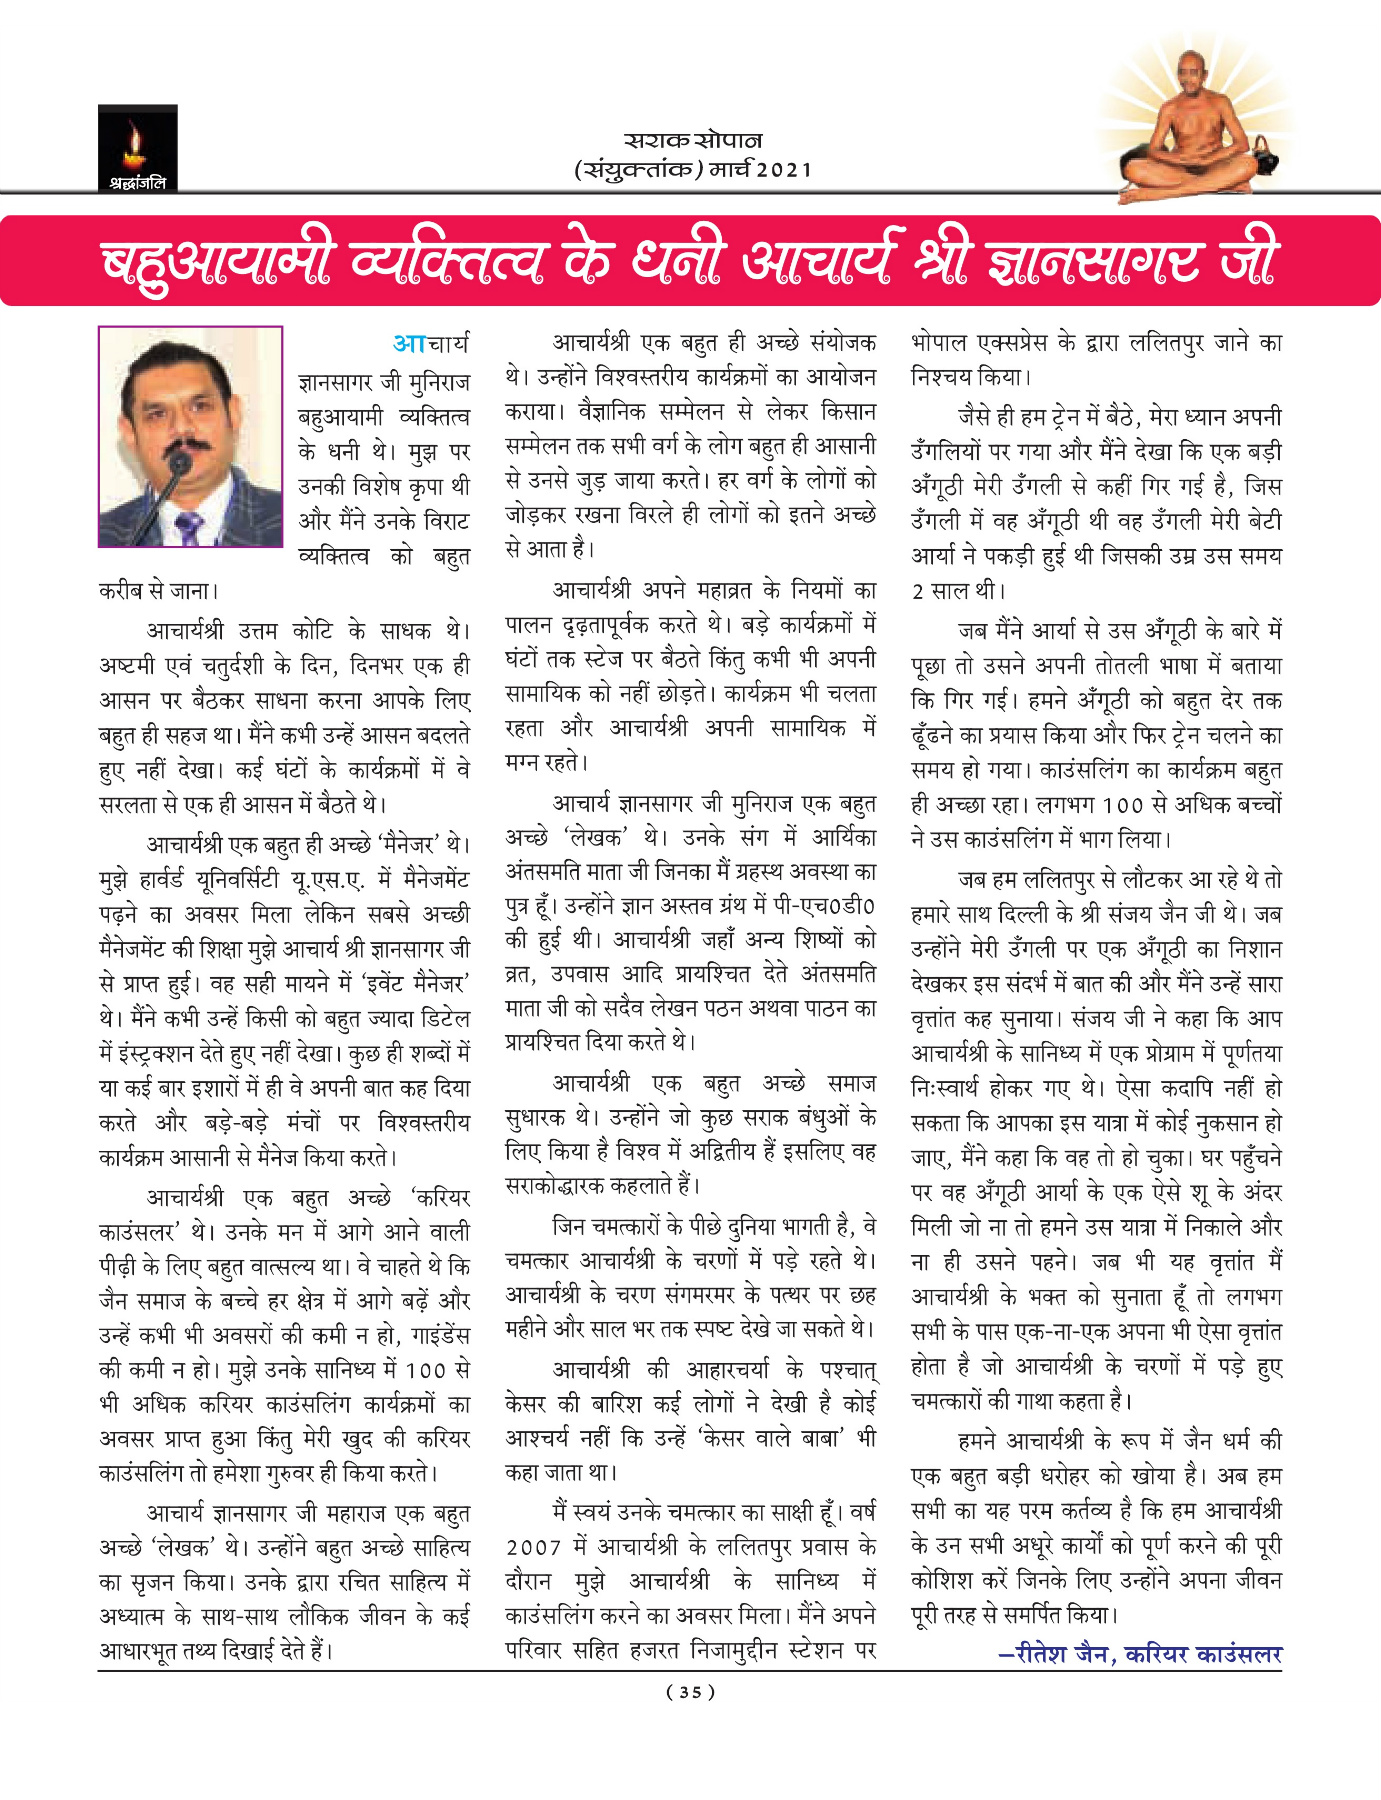 श्रद्धांजलि
सराक सोपान
(संयुक्तांक) मार्च 2021
बहुआयामी व्यक्तित्व के धनी आचार्य श्री ज्ञानसागर जी
आचार्य
ज्ञानसागर जी मुनिराज
बहुआयामी व्यक्तित्व
के धनी थे। मुझ पर
उनकी विशेष कृपा थी
और मैंने उनके विराट
व्यक्तित्व को बहुत
करीब से जाना।
आचार्यश्री उत्तम कोटि के साधक थे।
अष्टमी एवं चतुर्दशी के दिन, दिनभर एक ही
आसन पर बैठकर साधना करना आपके लिए
बहुत ही सहज था। मैंने कभी उन्हें आसन बदलते
हुए नहीं देखा। कई घंटों के कार्यक्रमों में वे
सरलता से एक ही आसन में बैठते थे।
आचार्यश्री एक बहुत ही अच्छे ‘मैनेजर’ थे।
मुझे हार्वर्ड यूनिवर्सिटी यू.एस.ए. में मैनेजमेंट
पढ़ने का अवसर मिला लेकिन सबसे अच्छी
मैनेजमेंट की शिक्षा मुझे आचार्य श्री ज्ञानसागर जी
से प्राप्त हुई। वह सही मायने में ‘इवेंट मैनेजर’
थे। मैंने कभी उन्हें किसी को बहुत ज्यादा डिटेल
में इंस्ट्रक्शन देते हुए नहीं देखा। कुछ ही शब्दों में
या कई बार इशारों में ही वे अपनी बात कह दिया
करते और बड़े-बड़े मंचों पर विश्वस्तरीय
कार्यक्रम आसानी से मैनेज किया करते।
आचार्यश्री एक बहुत अच्छे ‘करियर
काउंसलर’ थे। उनके मन में आगे आने वाली
पीढ़ी के लिए बहुत वात्सल्य था। वे चाहते थे कि
जैन समाज के बच्चे हर क्षेत्र में आगे बढ़ें और
उन्हें कभी भी अवसरों की कमी न हो, गाइंडेंस
की कमी न हो। मुझे उनके सानिध्य में 100 से
भी अधिक करियर काउंसलिंग कार्यक्रमों का
अवसर प्राप्त हुआ किंतु मेरी खुद की करियर
काउंसलिंग तो हमेशा गुरुवर ही किया करते।
आचार्य ज्ञानसागर जी महाराज एक बहुत
अच्छे ‘लेखक’ थे। उन्होंने बहुत अच्छे साहित्य
का सृजन किया। उनके द्वारा रचित साहित्य में
अध्यात्म के साथ-साथ लौकिक जीवन के कई
आधारभूत तथ्य दिखाई देते हैं।
आचार्यश्री एक बहुत ही अच्छे संयोजक
थे। उन्होंने विश्वस्तरीय कार्यक्रमों का आयोजन
कराया। वैज्ञानिक सम्मेलन से लेकर किसान
सम्मेलन तक सभी वर्ग के लोग बहुत ही आसानी
से उनसे जुड़ जाया करते। हर वर्ग के लोगों को
जोड़कर रखना विरले ही लोगों को इतने अच्छे
से आता है।
आचार्यश्री अपने महाव्रत के नियमों का
पालन दृढ़तापूर्वक करते थे। बड़े कार्यक्रमों में
घंटों तक स्टेज पर बैठते किंतु कभी भी अपनी
सामायिक को नहीं छोड़ते। कार्यक्रम भी चलता
रहता और आचार्यश्री अपनी सामायिक में
मग्न रहते।
आचार्य ज्ञानसागर जी मुनिराज एक बहुत
अच्छे ‘लेखक’ थे। उनके संग में आर्यिका
अंतसमति माता जी जिनका मैं ग्रहस्थ अवस्था का
पुत्र हूँ। उन्होंने ज्ञान अस्तव ग्रंथ में पी-एच0डी0
की हुई थी। आचार्यश्री जहाँ अन्य शिष्यों को
व्रत, उपवास आदि प्रायश्चित देते अंतसमति
माता जी को सदैव लेखन पठन अथवा पाठन का
प्रायश्चित दिया करते थे।
आचार्यश्री एक बहुत अच्छे समाज
सुधारक थे। उन्होंने जो कुछ सराक बंधुओं के
लिए किया है विश्व में अद्वितीय हैं इसलिए वह
सराकोद्धारक कहलाते हैं।
जिन चमत्कारों के पीछे दुनिया भागती है, वे
चमत्कार आचार्यश्री के चरणों में पड़े रहते थे।
आचार्यश्री के चरण संगमरमर के पत्थर पर छह
महीने और साल भर तक स्पष्ट देखे जा सकते थे।
आचार्यश्री की आहारचर्या के पश्चात्
केसर की बारिश कई लोगों ने देखी है कोई
आश्चर्य नहीं कि उन्हें ‘केसर वाले बाबा’ भी
कहा जाता था।
मैं स्वयं उनके चमत्कार का साक्षी हूँ। वर्ष
2007 में आचार्यश्री के ललितपुर प्रवास के
दौरान मुझे आचार्यश्री के सानिध्य में
काउंसलिंग करने का अवसर मिला। मैंने अपने
परिवार सहित हजरत निजामुद्दीन स्टेशन पर
भोपाल एक्सप्रेस के द्वारा ललितपुर जाने का
निश्चय किया।
जैसे ही हम ट्रेन में बैठे, मेरा ध्यान अपनी
उँगलियों पर गया और मैंने देखा कि एक बड़ी
अँगूठी मेरी उँगली से कहीं गिर गई है, जिस
उँगली में वह अँगूठी थी वह उँगली मेरी बेटी
आर्या ने पकड़ी हुई थी जिसकी उम्र उस समय
2 साल थी।
जब मैंने आर्या से उस अँगूठी के बारे में
पूछा तो उसने अपनी तोतली भाषा में बताया
कि गिर गई। हमने अँगूठी को बहुत देर तक
ढूँढने का प्रयास किया और फिर ट्रेन चलने का
समय हो गया। काउंसलिंग का कार्यक्रम बहुत
ही अच्छा रहा। लगभग 100 से अधिक बच्चों
ने उस काउंसलिंग में भाग लिया।
जब हम ललितपुर से लौटकर आ रहे थे तो
हमारे साथ दिल्ली के श्री संजय जैन जी थे। जब
उन्होंने मेरी उँगली पर एक अँगूठी का निशान
देखकर इस संदर्भ में बात की और मैंने उन्हें सारा
वृत्तांत कह सुनाया। संजय जी ने कहा कि आप
आचार्यश्री के सानिध्य में एक प्रोग्राम में पूर्णतया
निःस्वार्थ होकर गए थे। ऐसा कदापि नहीं हो
सकता कि आपका इस यात्रा में कोई नुकसान हो
जाए, मैंने कहा कि वह तो हो चुका। घर पहुँचने
पर वह अँगूठी आर्या के एक ऐसे शू के अंदर
मिली जो ना तो हमने उस यात्रा में निकाले और
ना ही उसने पहने। जब भी यह वृत्तांत मैं
आचार्यश्री के भक्त को सुनाता हूँ तो लगभग
सभी के पास एक-ना-एक अपना भी ऐसा वृत्तांत
होता है जो आचार्यश्री के चरणों में पड़े हुए
चमत्कारों की गाथा कहता है।
हमने आचार्यश्री के रूप में जैन धर्म की
एक बहुत बड़ी धरोहर को खोया है। अब हम
सभी का यह परम कर्तव्य है कि हम आचार्यश्री
के उन सभी अधूरे कार्यों को पूर्ण करने की पूरी
कोशिश करें जिनके लिए उन्होंने अपना जीवन
पूरी तरह से समर्पित किया।
–रीतेश जैन, करियर काउंसलर
( 35 )